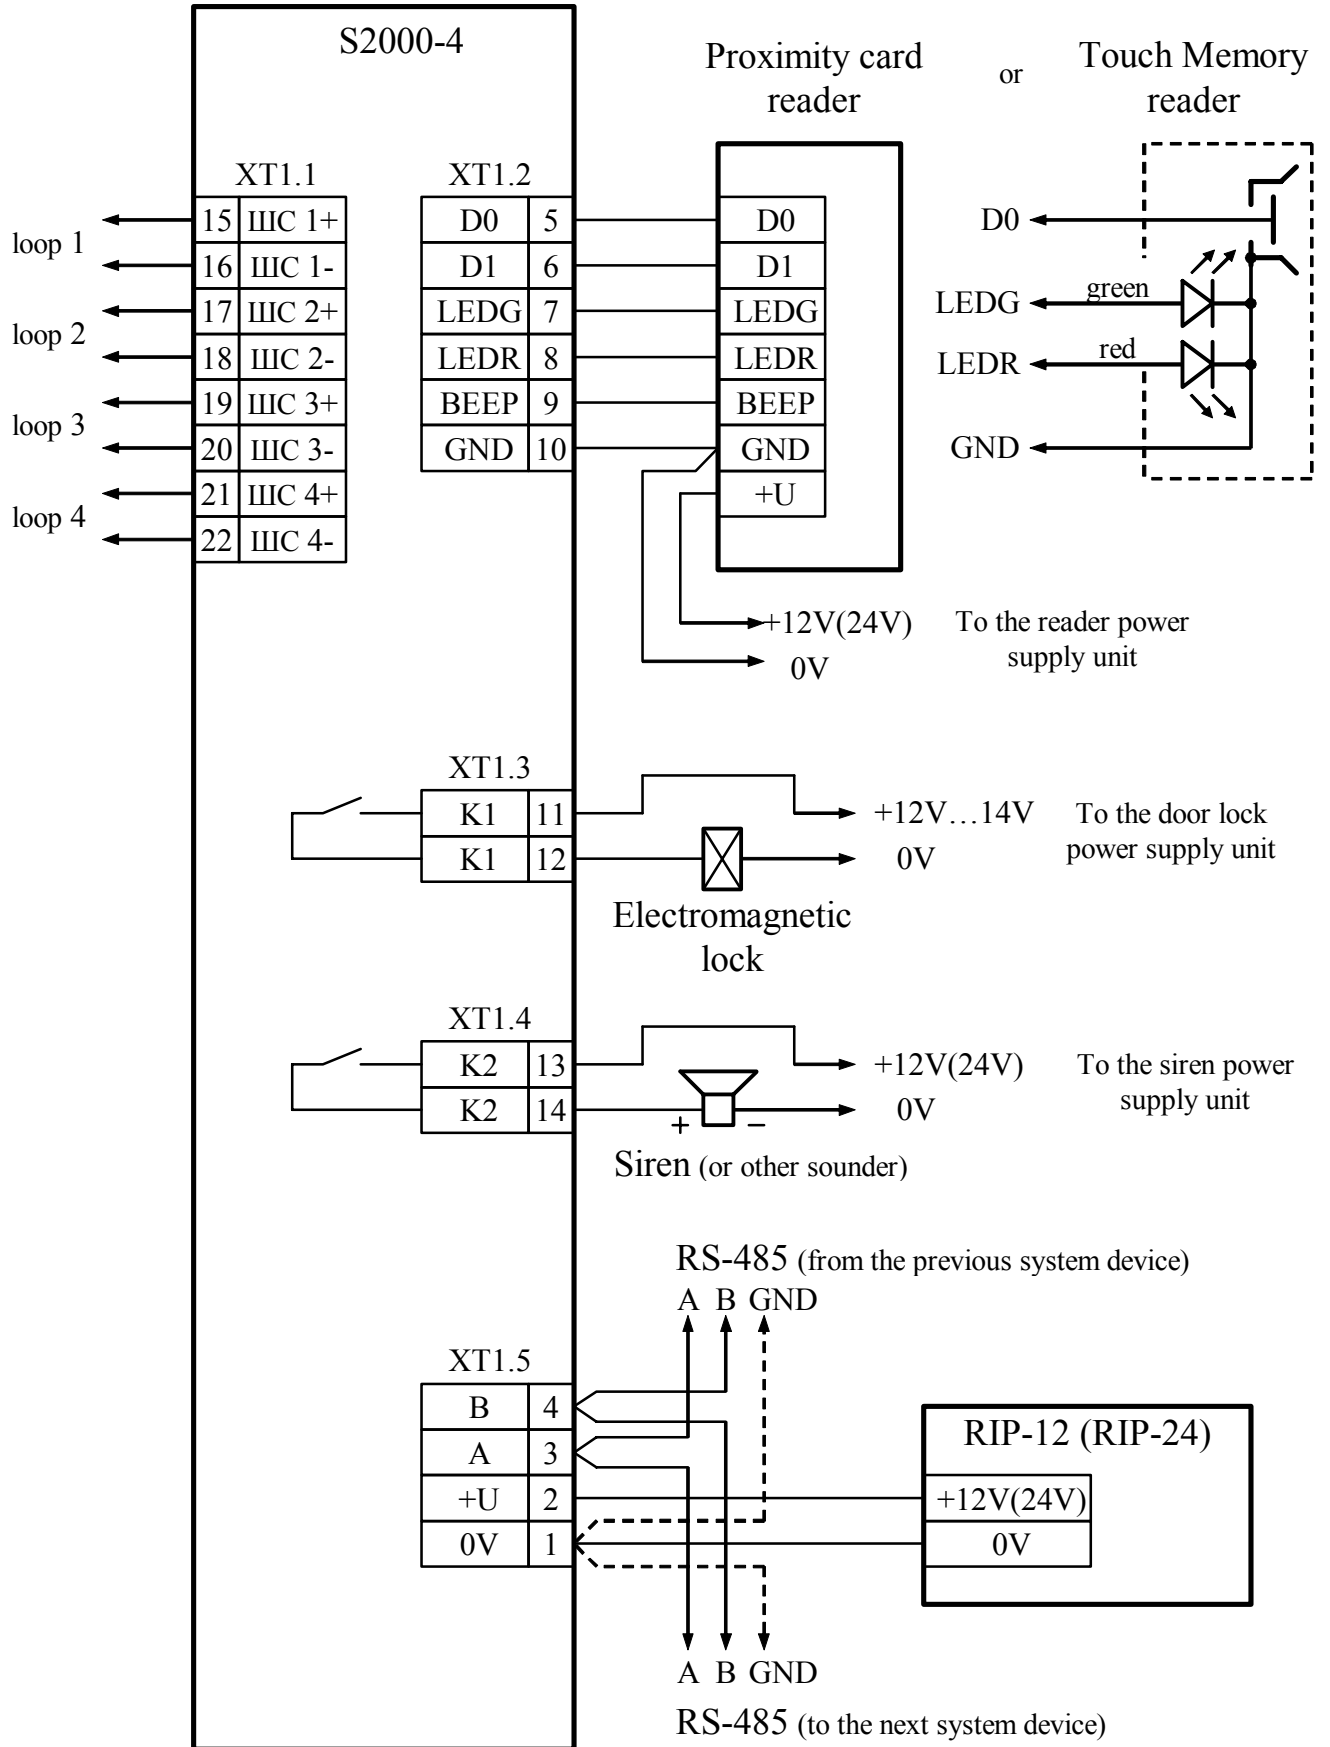 S2000-4
Proximity card
reader
or
Touch Memory
reader
XT1.1
15 ШС 1+
16 ШС 1-
17 ШС 2+
18 ШС 2-
19 ШС 3+
20 ШС 3-
21 ШС 4+
22 ШС 4-
loop 1
loop 2
loop 3
loop 4
XT1.2
D0 5
D1 6
LEDG 7
LEDR 8
BEEP 9
GND 10
D0
D1
LEDG
LEDR
BEEP
GND
+U
D0
LEDG green
LEDR red
GND
+12V(24V)
0V
To the reader power
supply unit
XT1.3
K1 11
K1 12
+12V…14V
0V
To the door lock
power supply unit
Electromagnetic
lock
XT1.4
K2 13
K2 14
+12V(24V)
0V
To the siren power
supply unit
+ −
Siren (or other sounder)
RS-485 (from the previous system device)
A B GND
XT1.5
B 4
A 3
+U 2
0V 1
RIP-12 (RIP-24)
+12V(24V)
0V
A B GND
RS-485 (to the next system device)